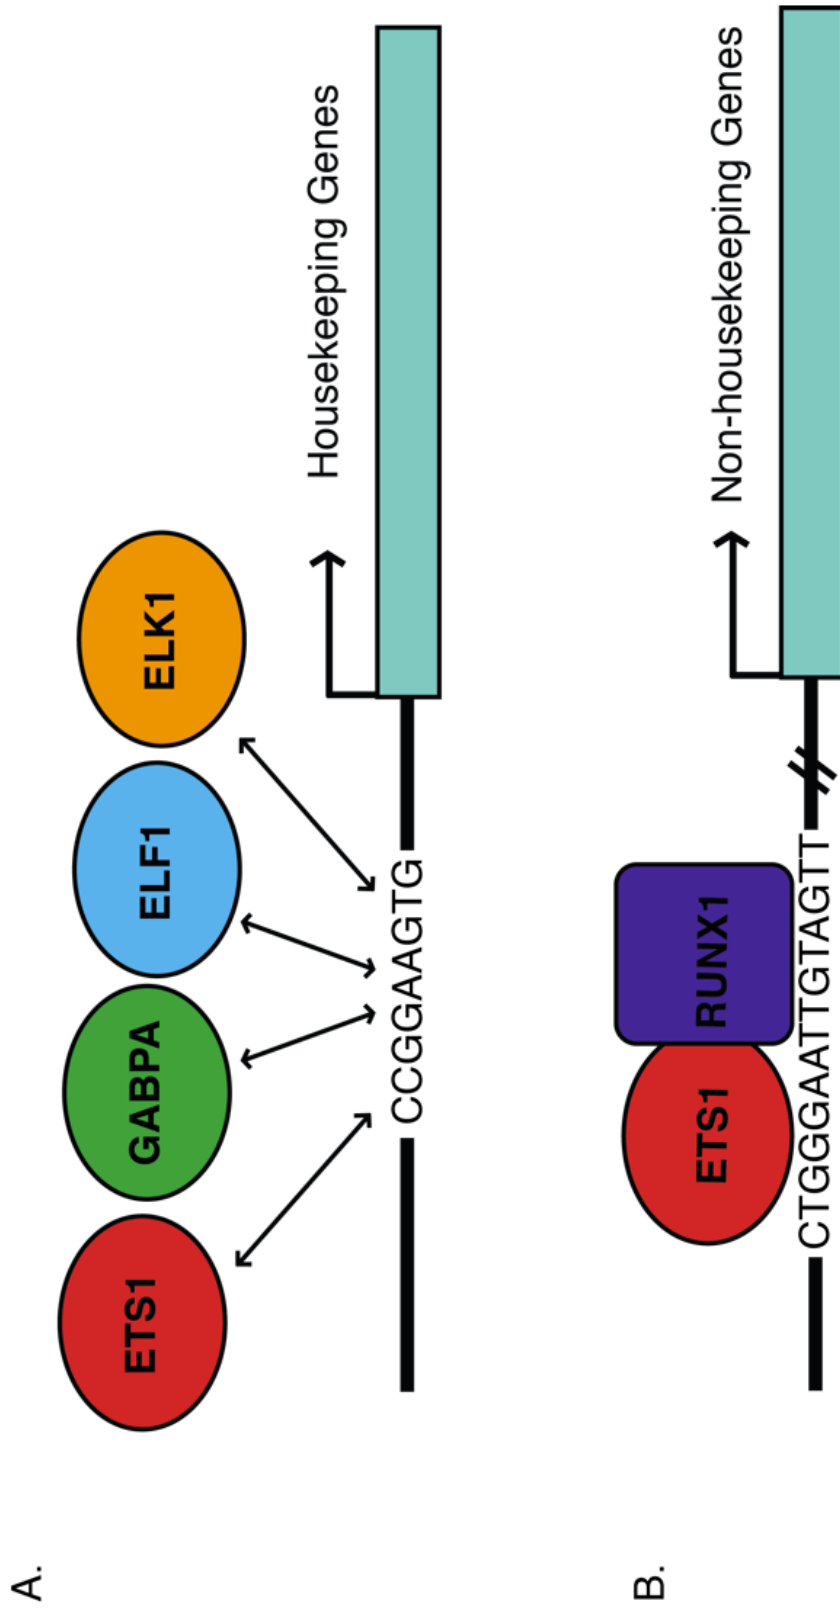 A.
ETS1
GABPA
ELF1
ELK1
Housekeeping Genes
CCGGAAGTG
B.
Non-housekeeping Genes
ETS1
RUNX1
CTGGGAATTGTAGTT